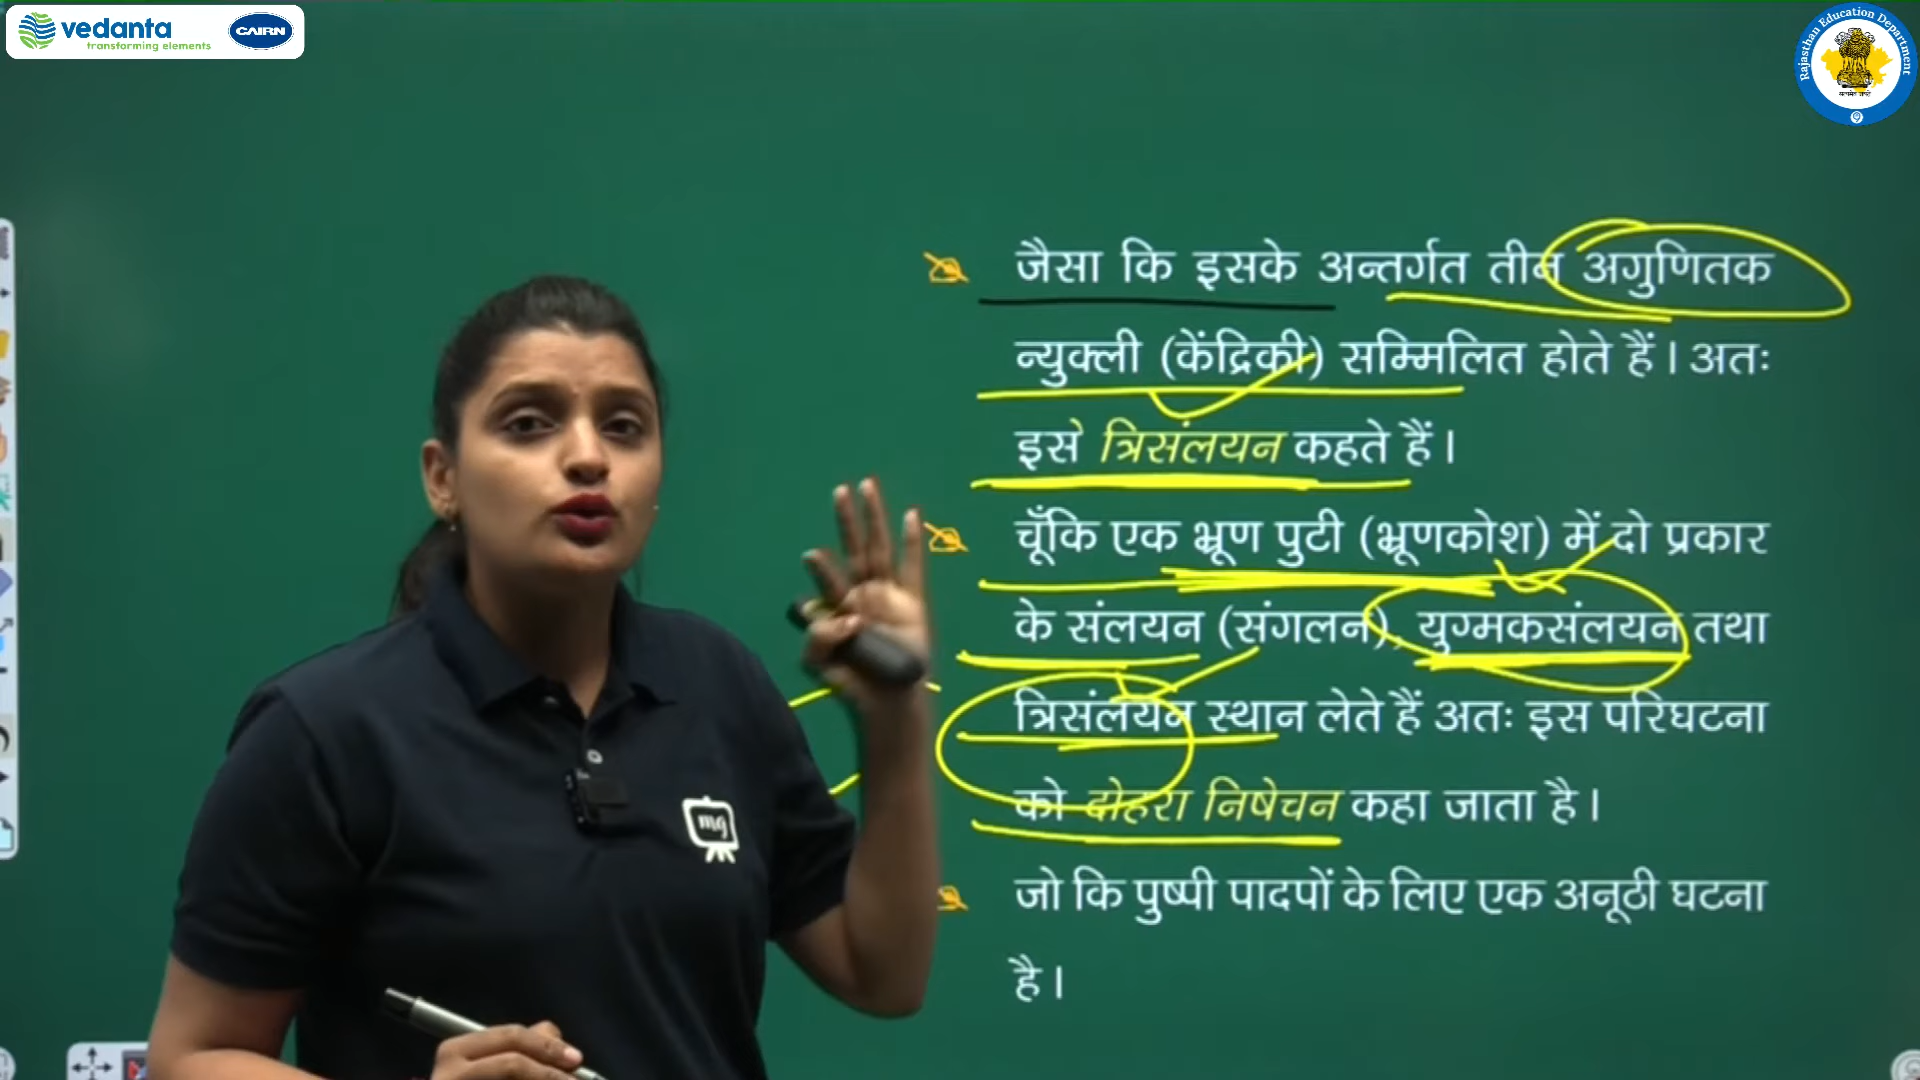 vedanta
transforming elements
CAIRN
Rajasthan Education Department
जैसा कि इसके अन्तर्गत तीन अगुणितक
न्युक्ली (केंद्रिकी) सम्मिलित होते हैं। अतः
इसे त्रिसंलयन कहते हैं।
चूँकि एक भ्रूण पुटी (भ्रूणकोश) में दो प्रकार
के संलयन (संगलन), युग्मकसंलयन तथा
त्रिसंलयन स्थान लेते हैं अतः इस परिघटना
को दोहरा निषेचन कहा जाता है।
जो कि पुष्पी पादपों के लिए एक अनूठी घटना
है।
mg